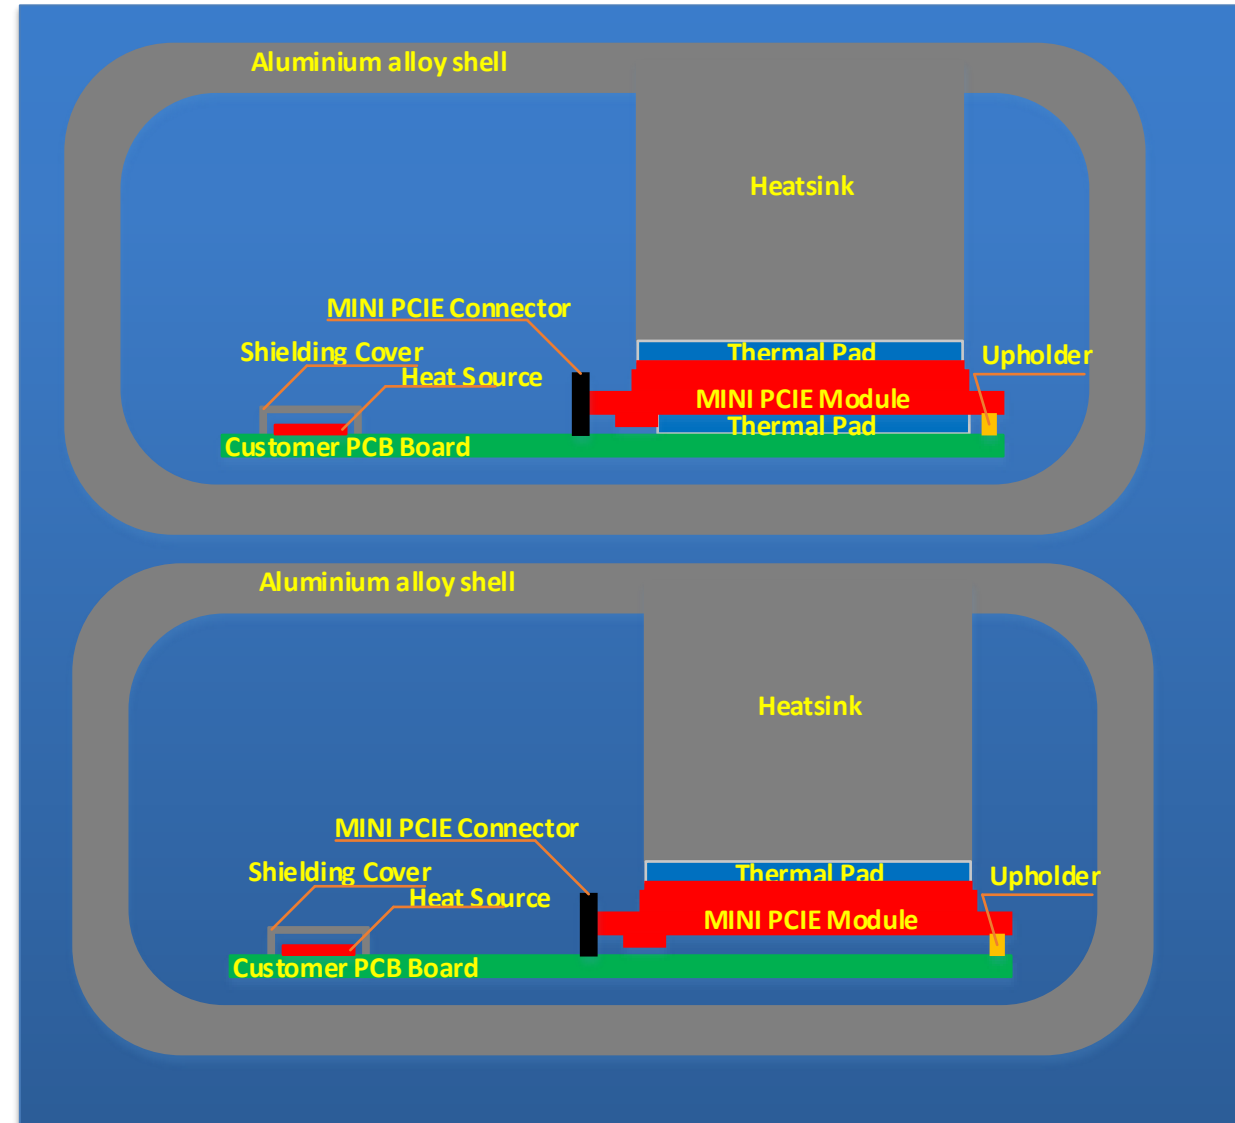 Aluminium alloy shell
Heatsink
MINI PCIE Connector
Shielding Cover
Thermal Pad
Upholder
Heat Source
MINI PCIE Module
Thermal Pad
Customer PCB Board
Aluminium alloy shell
Heatsink
MINI PCIE Connector
Shielding Cover
Thermal Pad
Upholder
Heat Source
MINI PCIE Module
Customer PCB Board